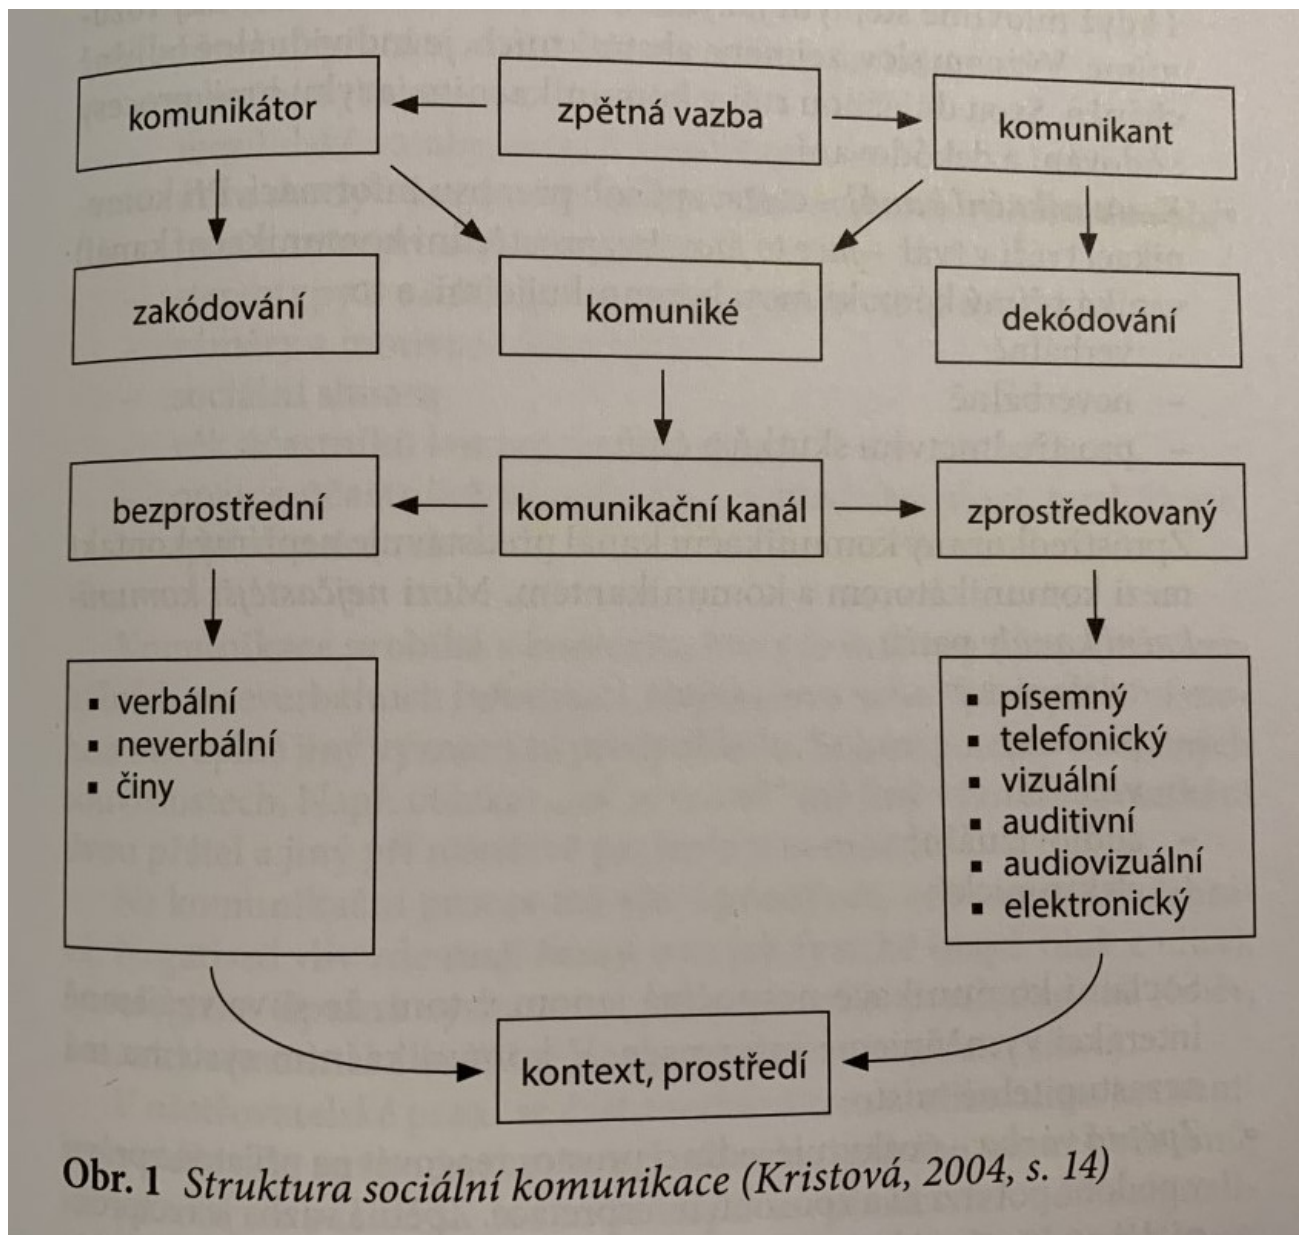 komunikátor
zpětná vazba
komunikant
zakódování
komuniké
dekódování
bezprostřední
komunikační kanál
zprostředkovaný
▪ verbální
▪ neverbální
▪ činy
▪ písemný
▪ telefonický
▪ vizuální
▪ auditivní
▪ audiovizuální
▪ elektronický
kontext, prostředí
Obr. 1 Struktura sociální komunikace (Kristová, 2004, s. 14)